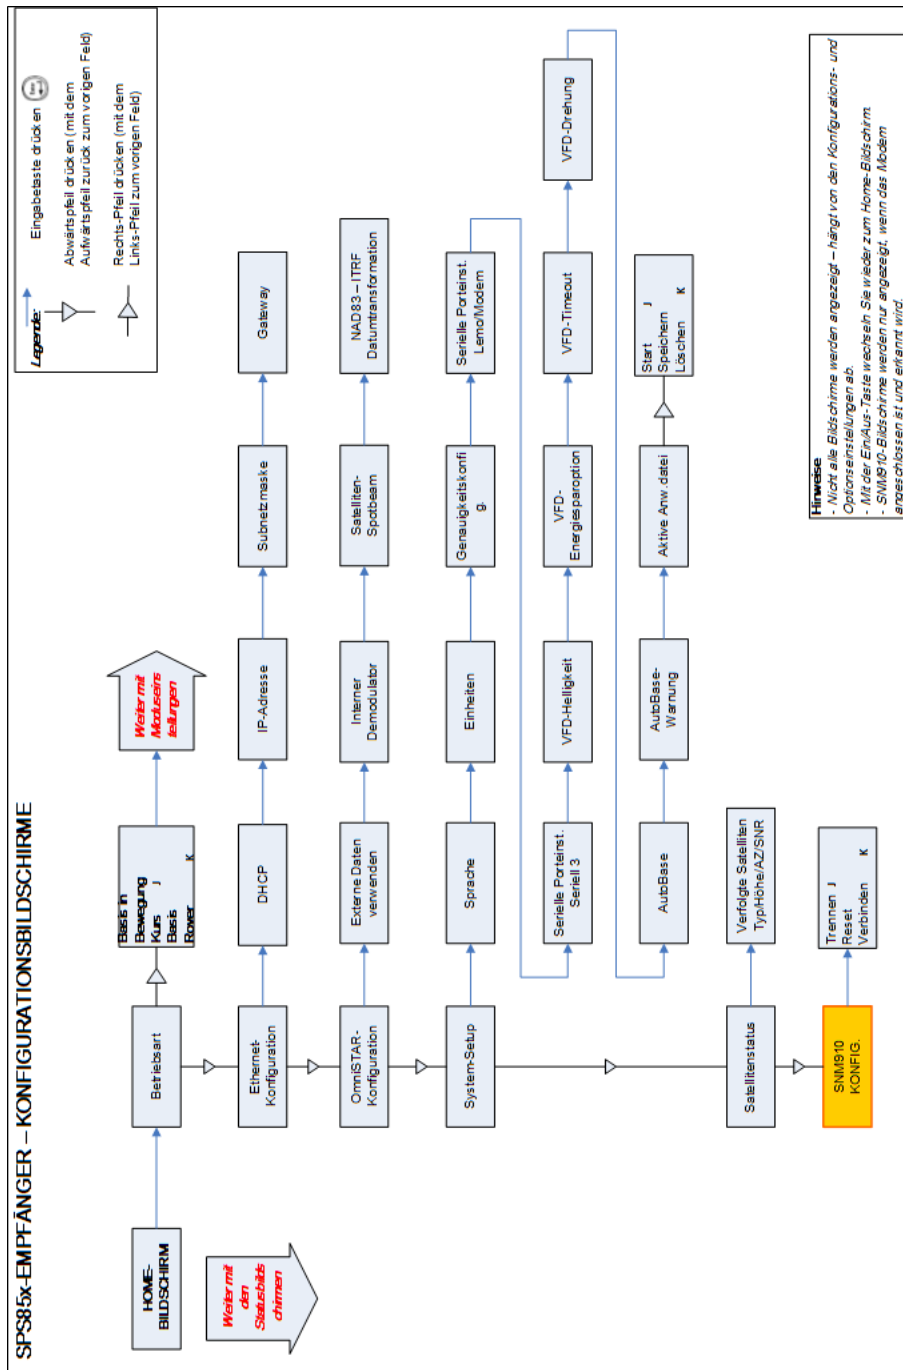 SPS85x-EMPFÄNGER – KONFIGURATIONSBILDSCHIRME
Legende:
Eingabetaste drücken
Abwärtspfeil drücken (mit dem
Aufwärtspfeil zurück zum vorigen Feld)
Rechts-Pfeil drücken (mit dem
Links-Pfeil zum vorigen Feld)
HOME-
BILDSCHIRM
Betriebsart
Basis in
Bewegung
Kurs J
Basis
Rover K
Weiter mit
Moduseins
tellungen
Weiter mit
den
Statusbilds
chirmen
Ethernet-
Konfiguration
DHCP
IP-Adresse
Subnetzmaske
Gateway
OmniSTAR-
Konfiguration
Externe Daten
verwenden
Interner
Demodulator
Satelliten-
Spotbeam
NAD83 – ITRF
Datumtransformation
System-Setup
Sprache
Einheiten
Genauigkeitskonfi
g.
Serielle Porteinst.
Lemo/Modem
Serielle Porteinst.
Seriell 3
VFD-Helligkeit
VFD-
Energiesparoption
VFD-Timeout
VFD-Drehung
AutoBase
AutoBase-
Warnung
Aktive Anw.datei
Start J
Speichern
Löschen K
Satellitenstatus
Verfolgte Satelliten
Typ/Höhe/AZ/SNR
SNM910
KONFIG.
Trennen J
Reset
Verbinden K
Hinweise
- Nicht alle Bildschirme werden angezeigt – hängt von den Konfigurations- und
Optionseinstellungen ab.
- Mit der Ein/Aus-Taste wechseln Sie wieder zum Home-Bildschirm.
- SNM910-Bildschirme werden nur angezeigt, wenn das Modem
angeschlossen ist und erkannt wird.